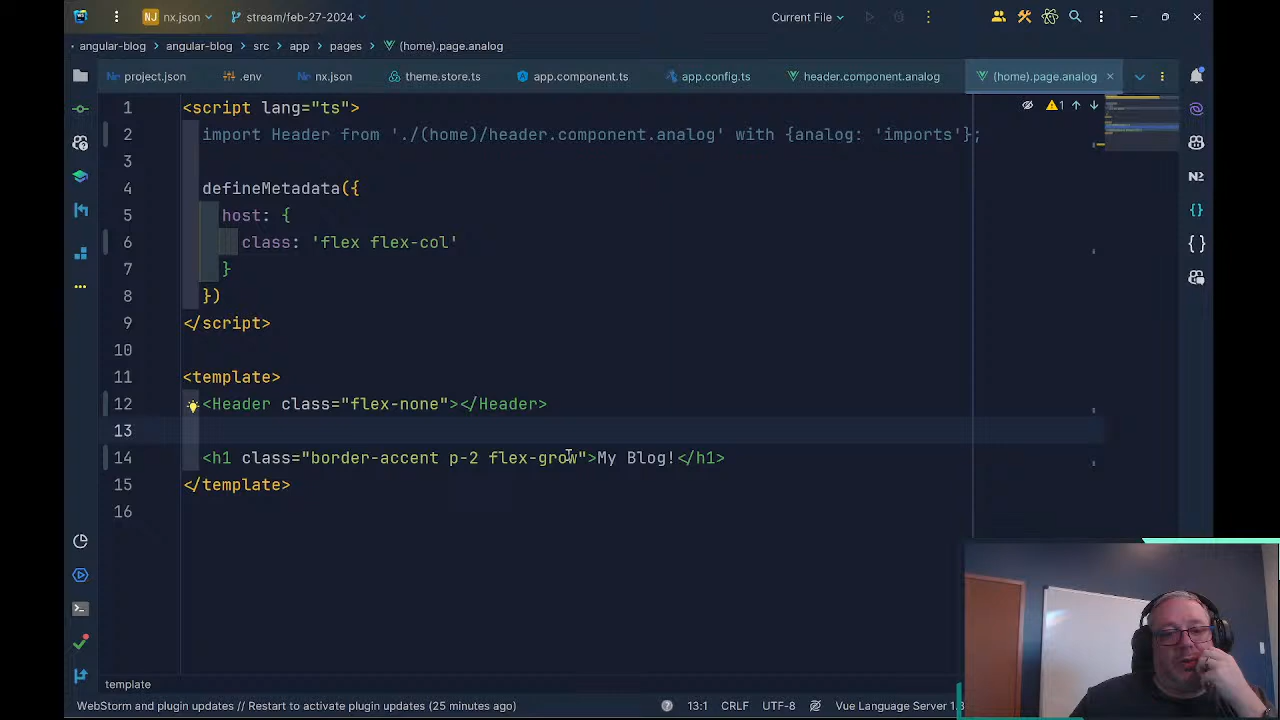 NJ nx.json stream/feb-27-2024 Current File
angular-blog angular-blog src app pages (home).page.analog
project.json .env nx.json theme.store.ts app.component.ts app.config.ts header.component.analog (home).page.analog
1 <script lang="ts">
2 import Header from './(home)/header.component.analog' with {analog: 'imports'};
3
4 defineMetadata({
5 host: {
6 class: 'flex flex-col'
7 }
8 })
9 </script>
10
11 <template>
12 <Header class="flex-none"></Header>
13
14 <h1 class="border-accent p-2 flex-grow">My Blog!</h1>
15 </template>
16
1
N2
template
WebStorm and plugin updates // Restart to activate plugin updates (25 minutes ago) 13:1 CRLF UTF-8 Vue Language Server